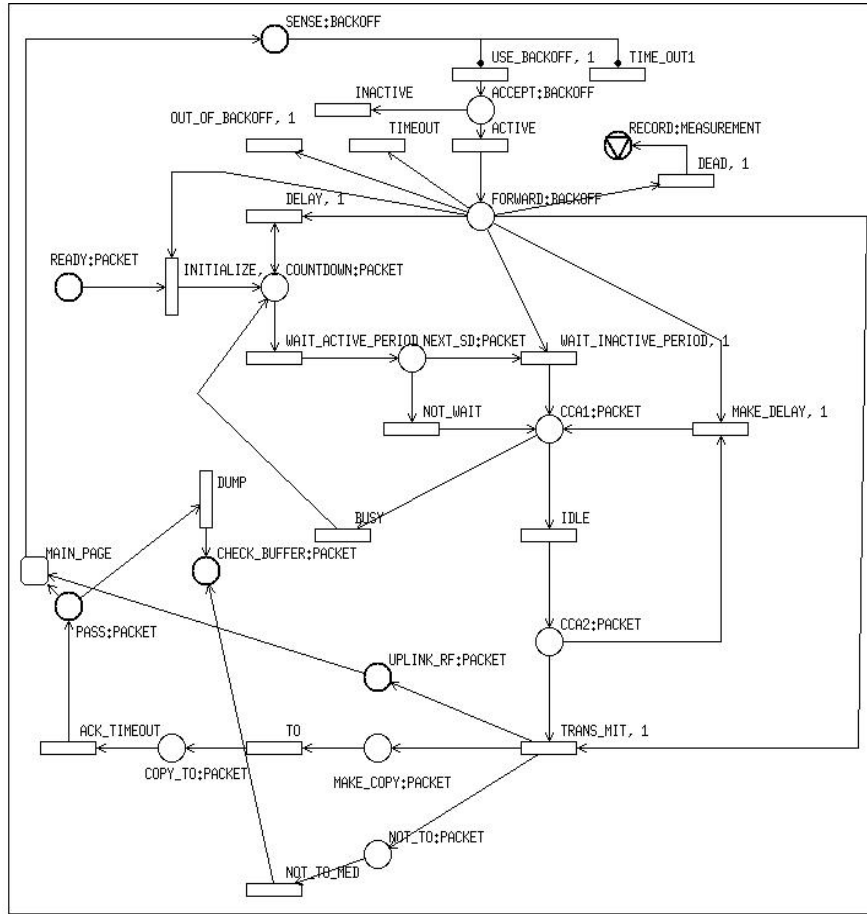 SENSE:BACKOFF
USE_BACKOFF, 1
TIME_OUT1
INACTIVE
ACCEPT:BACKOFF
OUT_OF_BACKOFF, 1
TIMEOUT
ACTIVE
RECORD:MEASUREMENT
DEAD, 1
DELAY, 1
FORWARD:BACKOFF
READY:PACKET
INITIALIZE,
COUNTDOWN:PACKET
WAIT_ACTIVE_PERIOD
NEXT_SD:PACKET
WAIT_INACTIVE_PERIOD, 1
NOT_WAIT
CCA1:PACKET
MAKE_DELAY, 1
DUMP
BUSY
IDLE
MAIN_PAGE
CHECK_BUFFER:PACKET
PASS:PACKET
CCA2:PACKET
UPLINK_RF:PACKET
ACK_TIMEOUT
TO
TRANS_MIT, 1
COPY_TO:PACKET
MAKE_COPY:PACKET
NOT_TO:PACKET
NOT_TO_MED